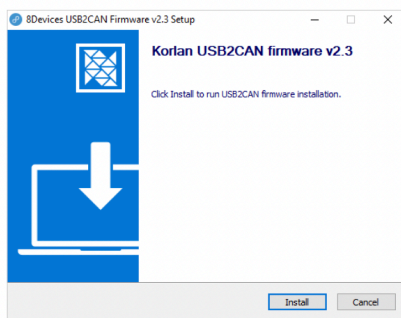 8Devices USB2CAN Firmware v2.3 Setup
Korlan USB2CAN firmware v2.3
Click Install to run USB2CAN firmware installation.
Install
Cancel